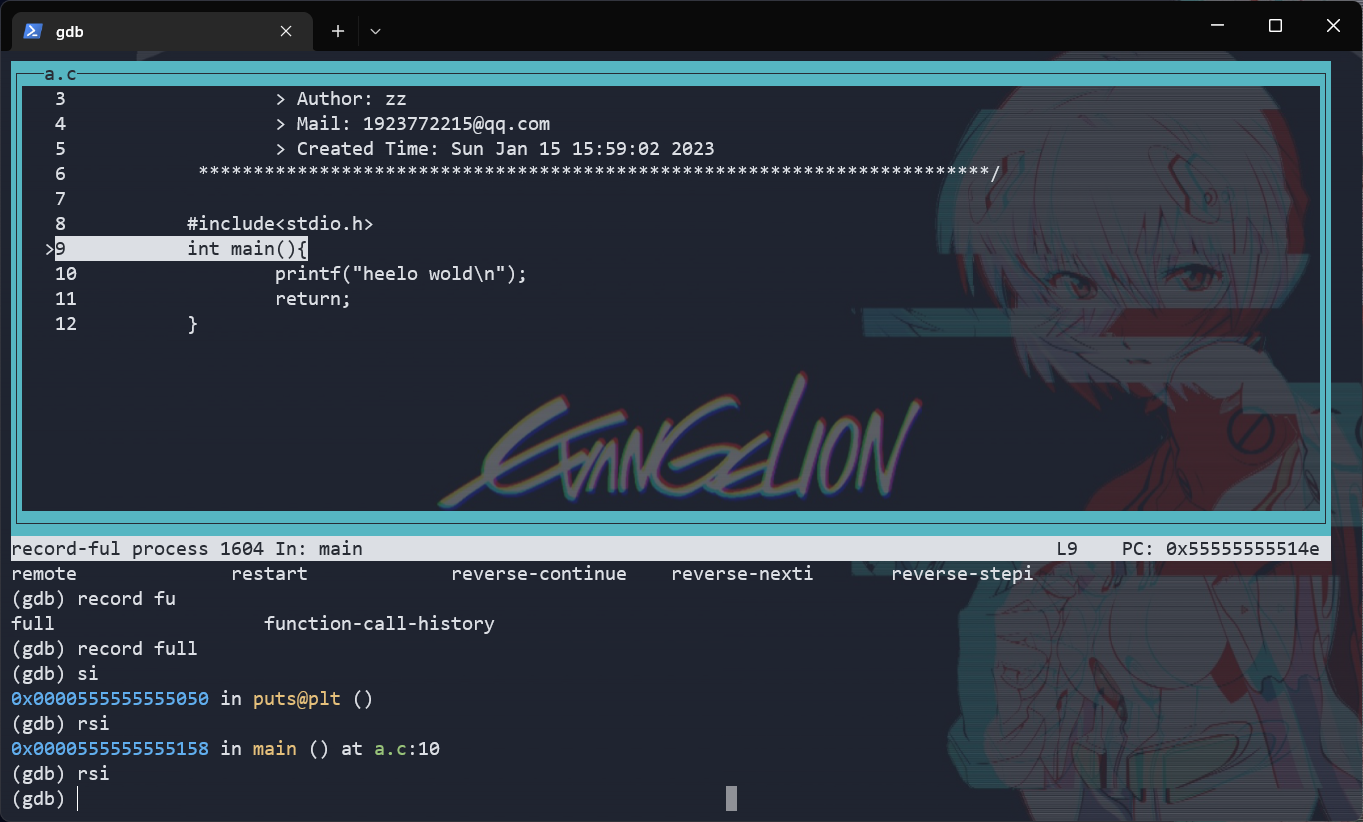 gdb
a.c
3 > Author: zz
4 > Mail: 1923772215@qq.com
5 > Created Time: Sun Jan 15 15:59:02 2023
6 ************************************************************************/
7
8 #include<stdio.h>
>9 int main(){
10 printf("heelo wold\n");
11 return;
12 }
EVANGELION
record-ful process 1604 In: main L9 PC: 0x55555555514e
remote restart reverse-continue reverse-nexti reverse-stepi
(gdb) record fu
full function-call-history
(gdb) record full
(gdb) si
0x0000555555555050 in puts@plt ()
(gdb) rsi
0x0000555555555158 in main () at a.c:10
(gdb) rsi
(gdb)